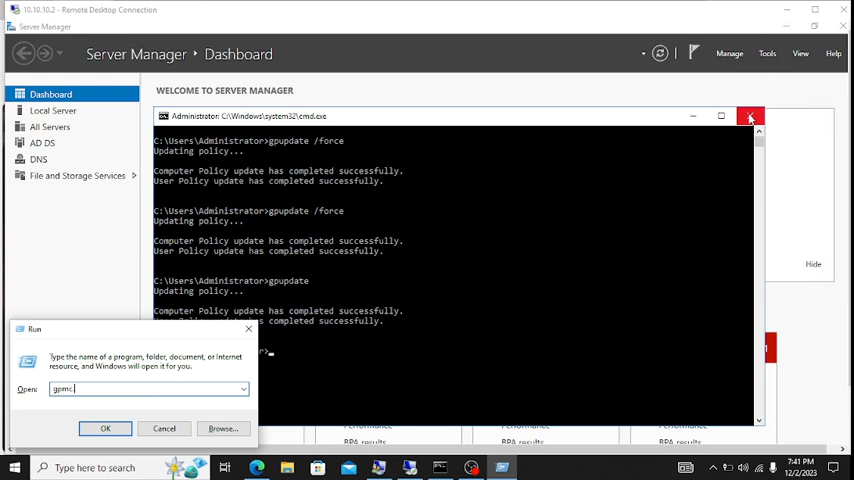 10.10.10.2 - Remote Desktop Connection
Server Manager
Server Manager • Dashboard
Manage Tools View Help
Dashboard
Local Server
All Servers
AD DS
DNS
File and Storage Services
WELCOME TO SERVER MANAGER
Administrator: C:\Windows\system32\cmd.exe
C:\Users\Administrator>gpupdate /force
Updating policy...
Computer Policy update has completed successfully.
User Policy update has completed successfully.
C:\Users\Administrator>gpupdate /force
Updating policy...
Computer Policy update has completed successfully.
User Policy update has completed successfully.
C:\Users\Administrator>gpupdate
Updating policy...
Computer Policy update has completed successfully.
completed successfully.
r>
Hide
1
Run
Type the name of a program, folder, document, or Internet
resource, and Windows will open it for you.
Open: gpmc.
OK Cancel Browse...
BPA results BPA results BPA results
Type here to search
7:41 PM
12/2/2023